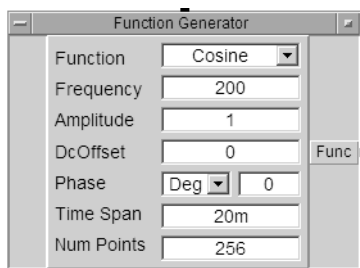 Function Generator
Function Cosine
Frequency 200
Amplitude 1
DcOffset 0 Func
Phase Deg 0
Time Span 20m
Num Points 256